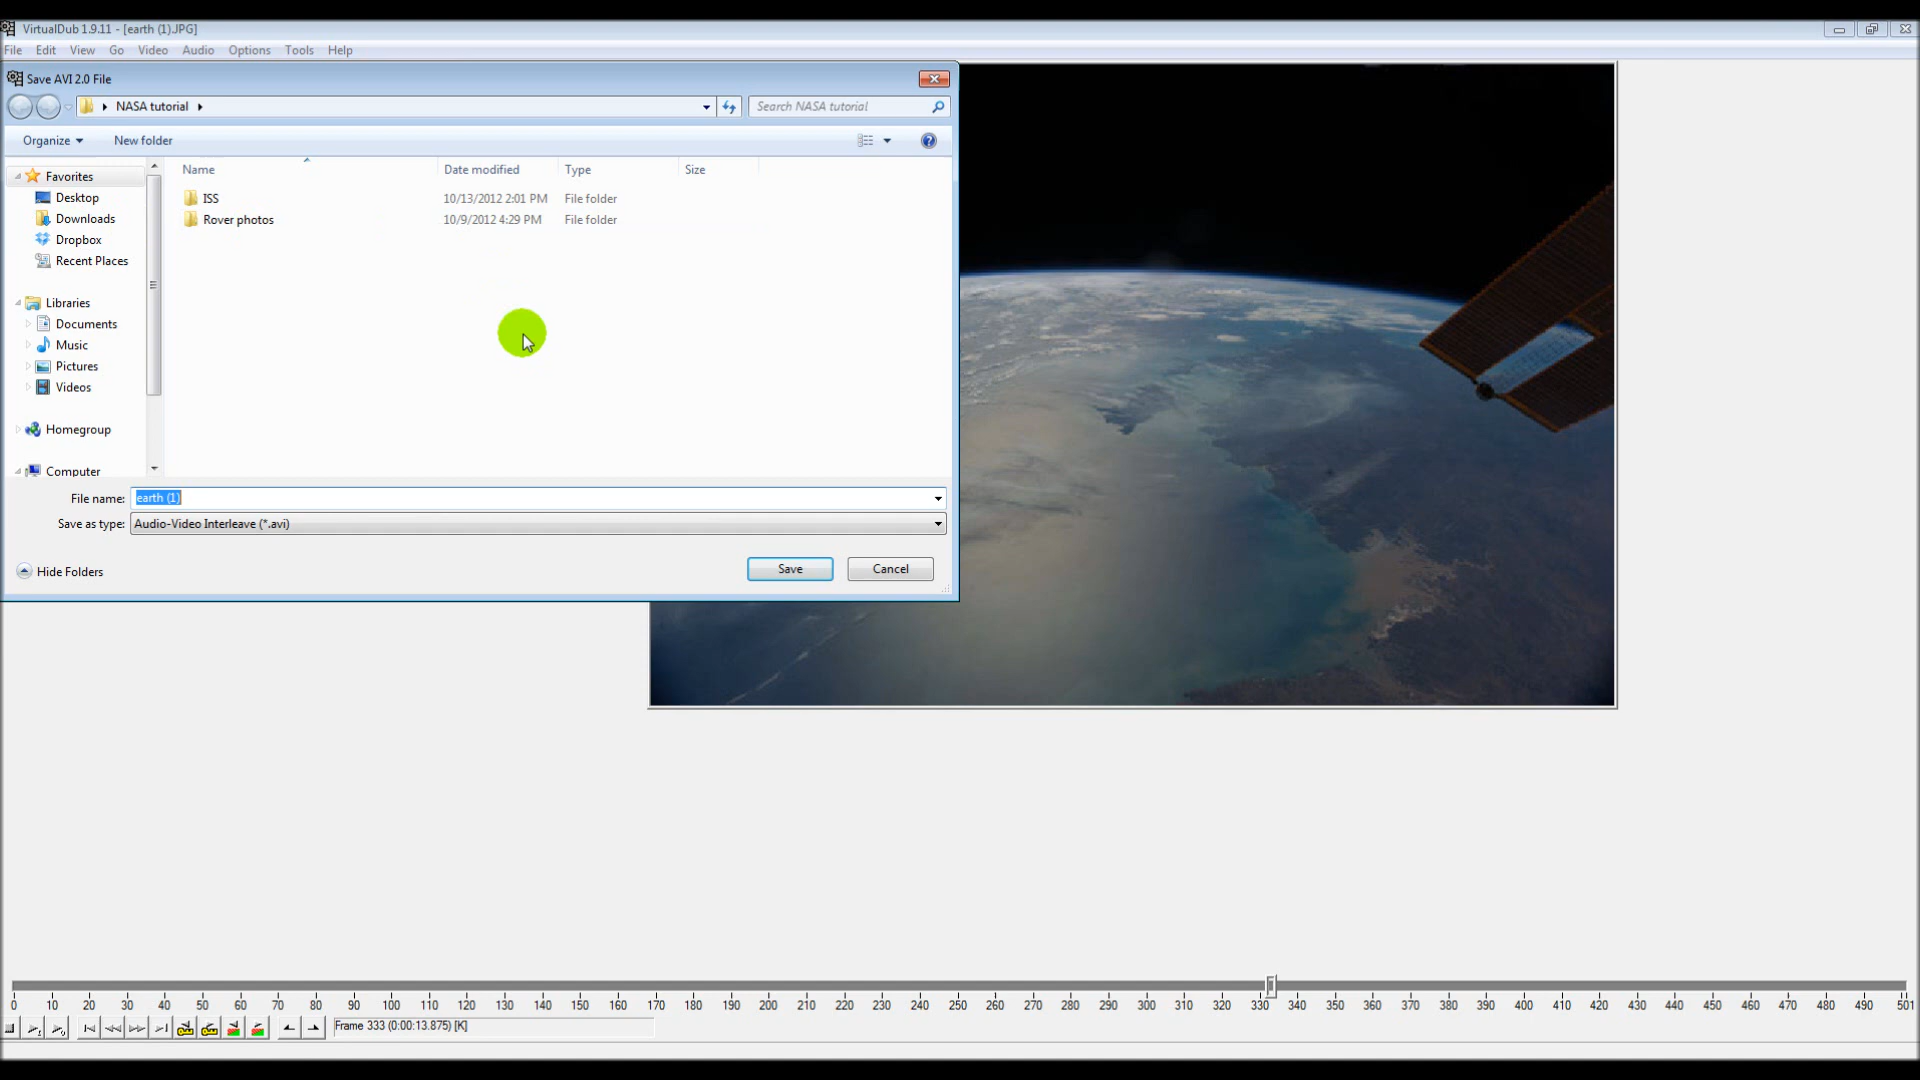 VirtualDub 1.9.11 - [earth (1).JPG]
File Edit View Go Video Audio Options Tools Help
Save AVI 2.0 File
NASA tutorial
Search NASA tutorial
Organize New folder
Name Date modified Type Size
Favorites
Desktop
Downloads
Dropbox
Recent Places
Libraries
Documents
Music
Pictures
Videos
Homegroup
Computer
ISS 10/13/2012 2:01 PM File folder
Rover photos 10/9/2012 4:29 PM File folder
File name: earth (1)
Save as type: Audio-Video Interleave (*.avi)
Hide Folders Save Cancel
0 10 20 30 40 50 60 70 80 90 100 110 120 130 140 150 160 170 180 190 200 210 220 230 240 250 260 270 280 290 300 310 320 330 340 350 360 370 380 390 400 410 420 430 440 450 460 470 480 490 501
Frame 333 (0:00:13.875) [K]